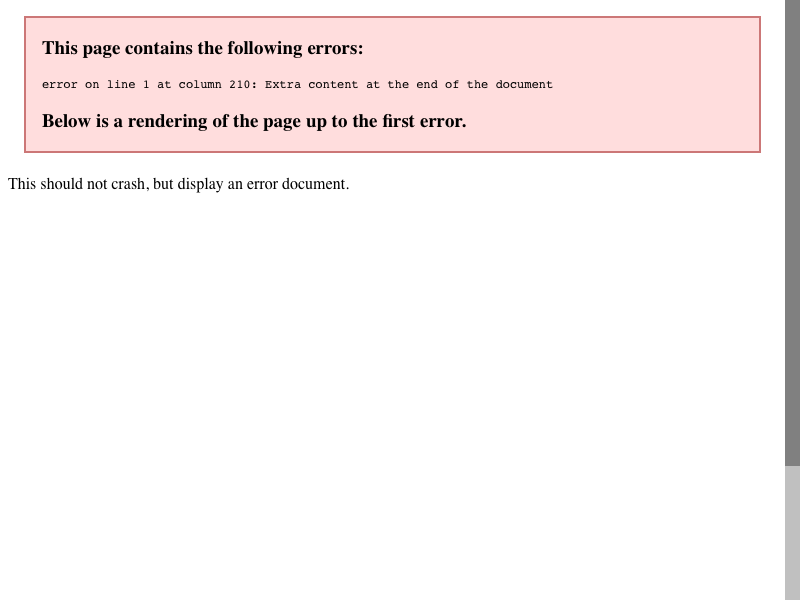 This page contains the following errors:
error on line 1 at column 210: Extra content at the end of the document
Below is a rendering of the page up to the first error.
This should not crash, but display an error document.